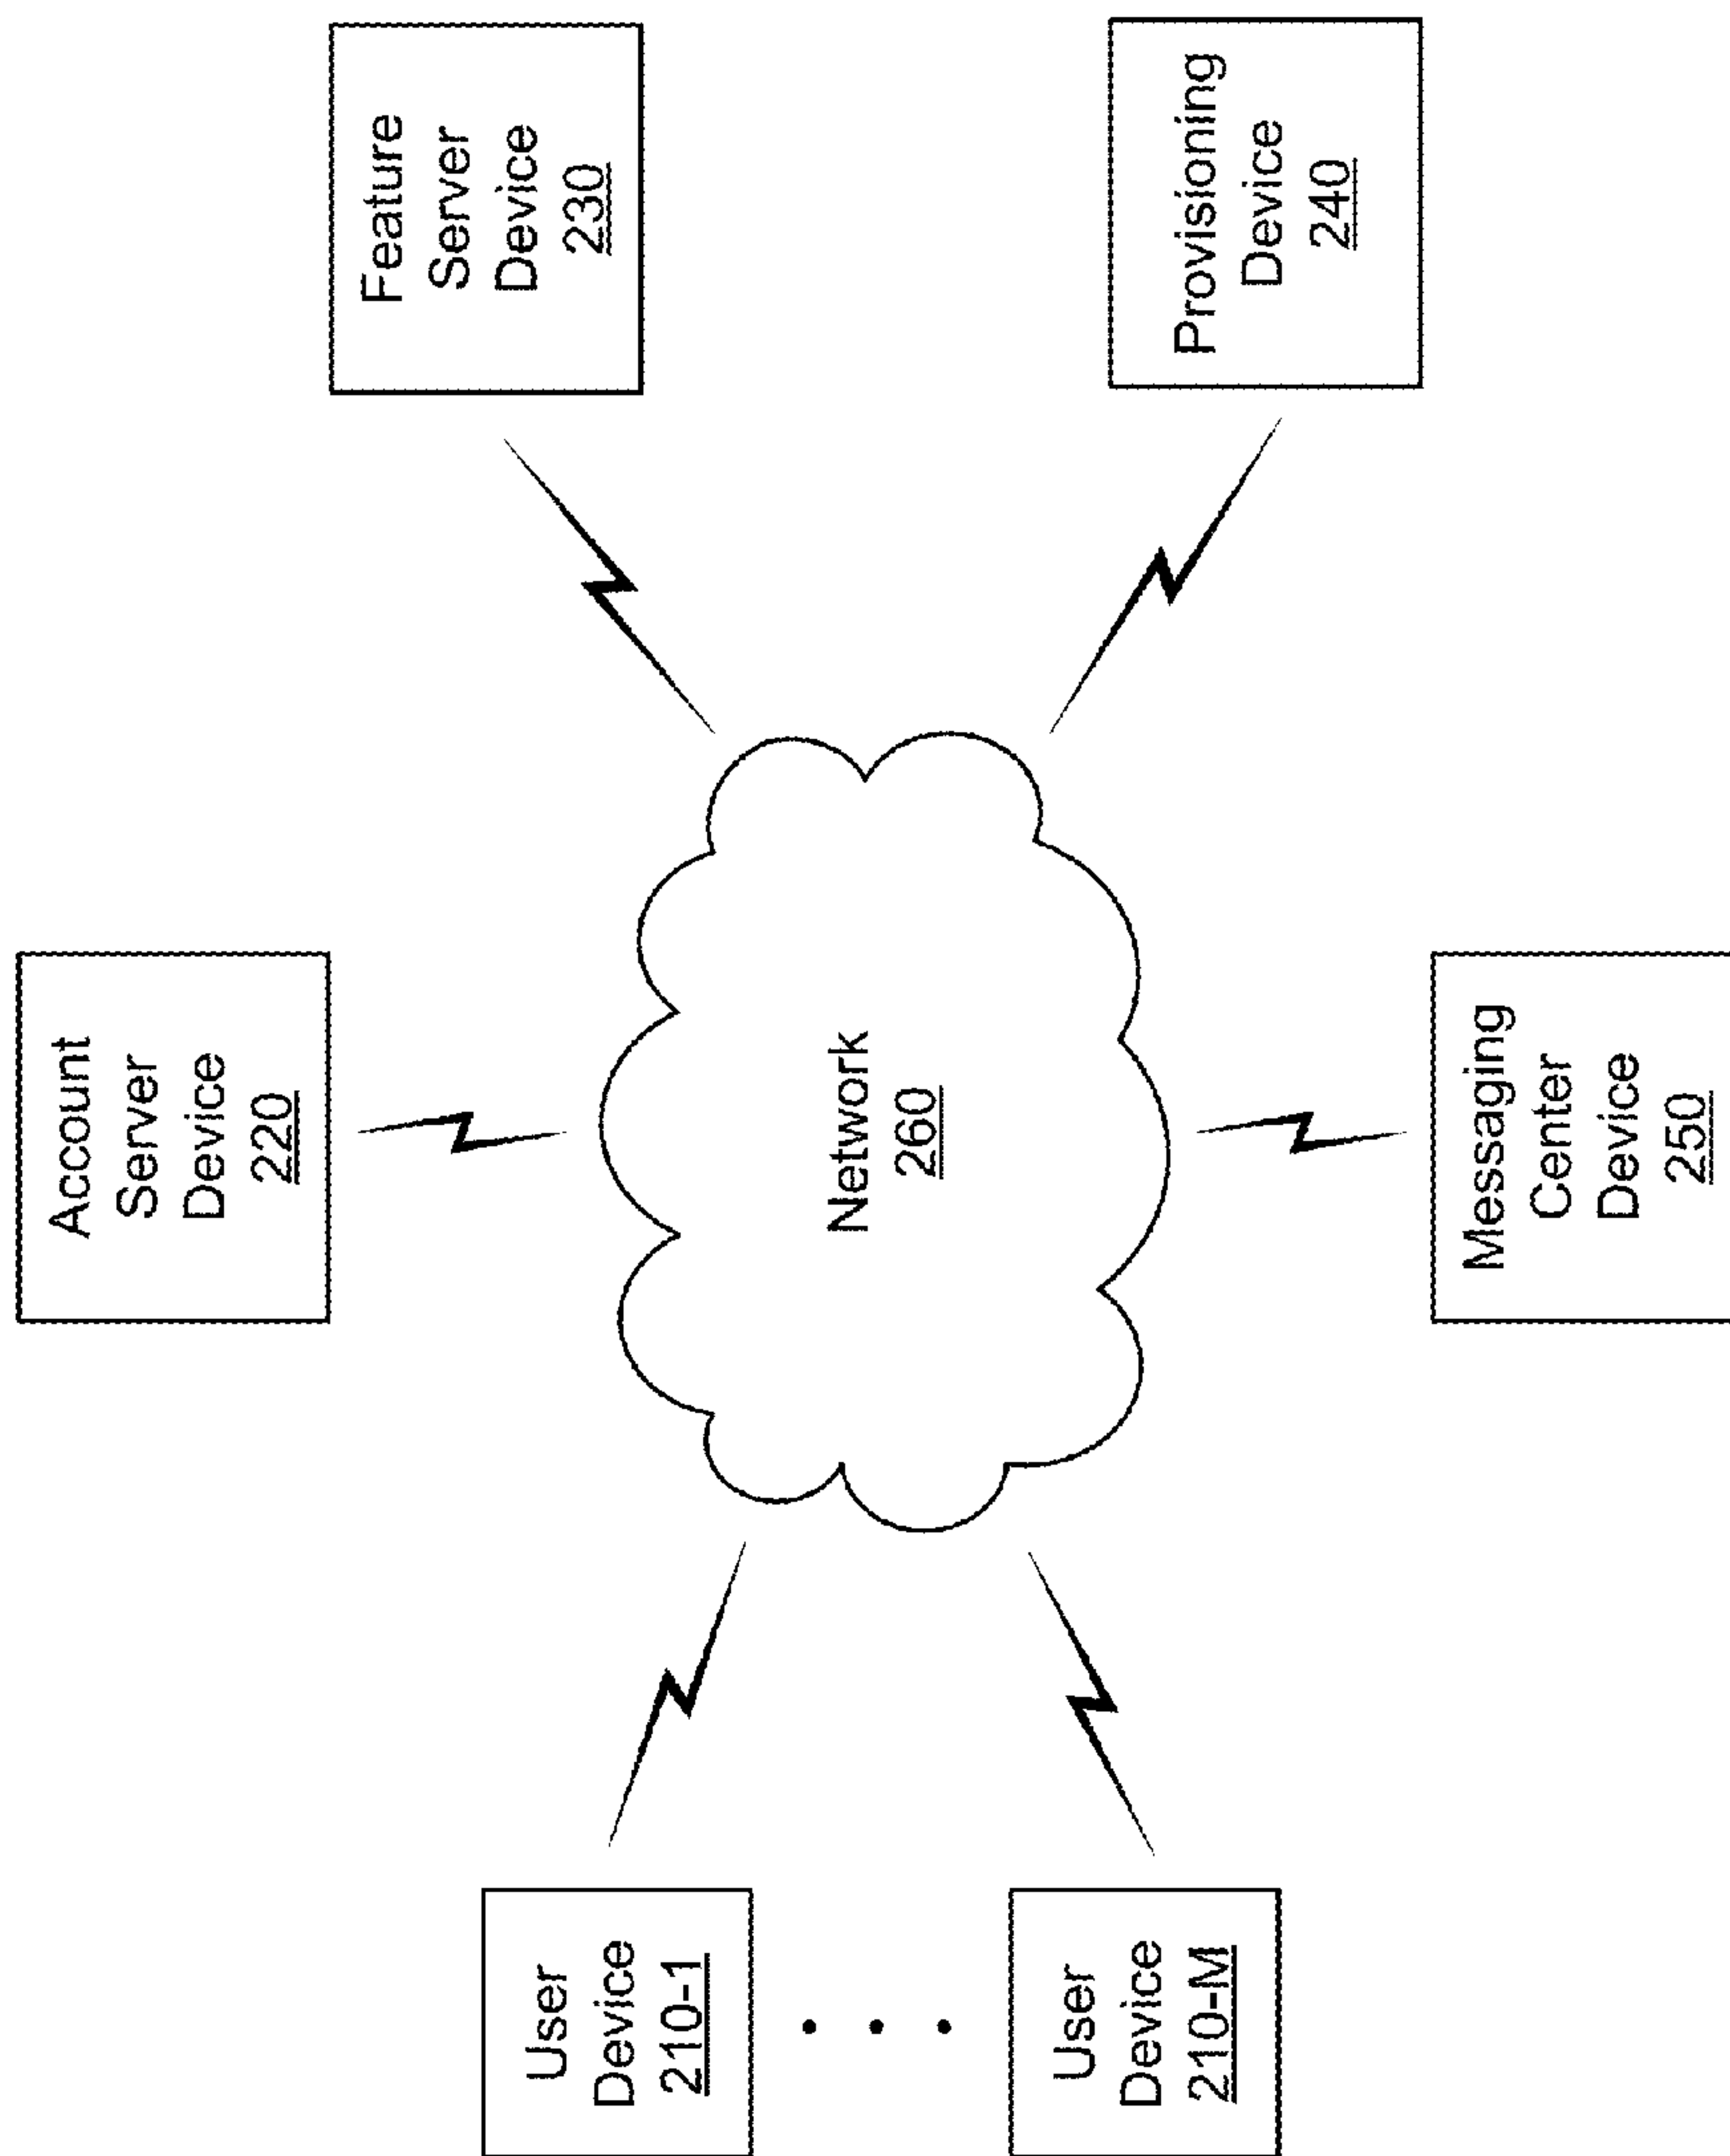 Account
Server
Device
220
Feature
Server
Device
230
User
Device
210-1
Network
260
User
Device
210-M
Provisioning
Device
240
Messaging
Center
Device
250